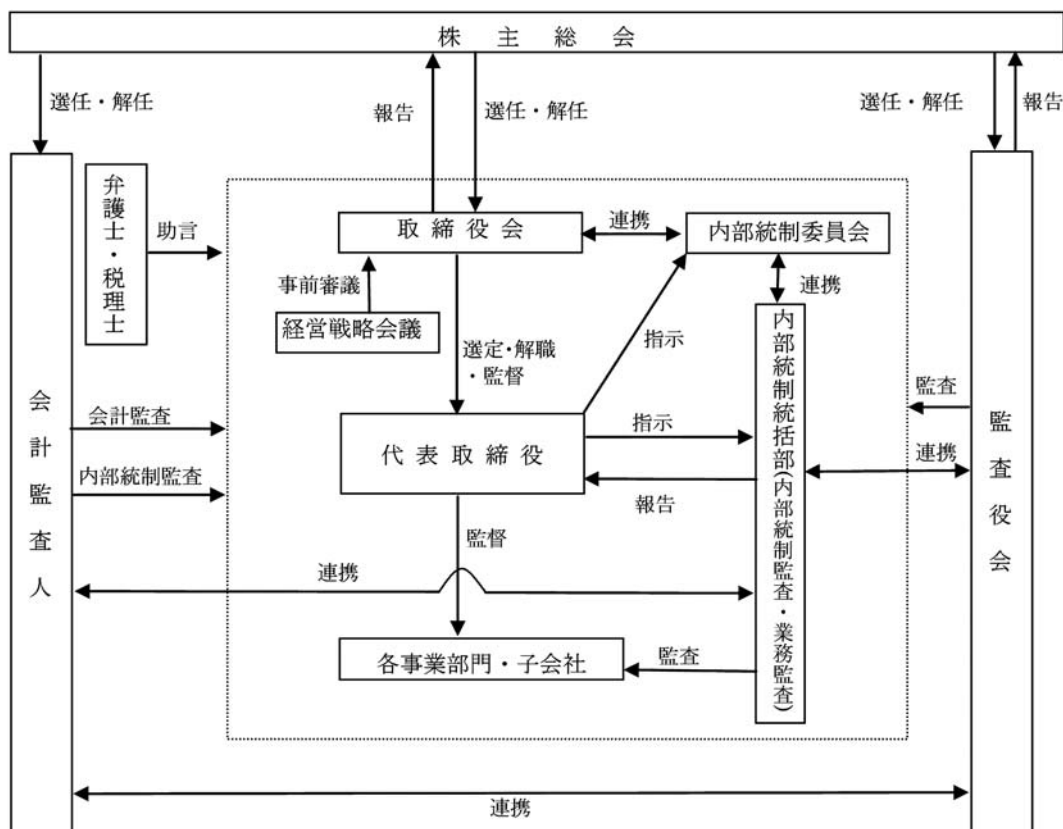 株主総会
選任・解任
報告
選任・解任
選任・解任
報告
弁護士・税理士
助言
取締役会
連携
内部統制委員会
事前審議
連携
経営戦略会議
選定・解職
・監督
指示
内部統制統括部(内部統制監査・業務監査)
監査
会計監査人
会計監査
代表取締役
指示
監査役会
連携
内部統制監査
報告
監督
連携
各事業部門・子会社
監査
連携